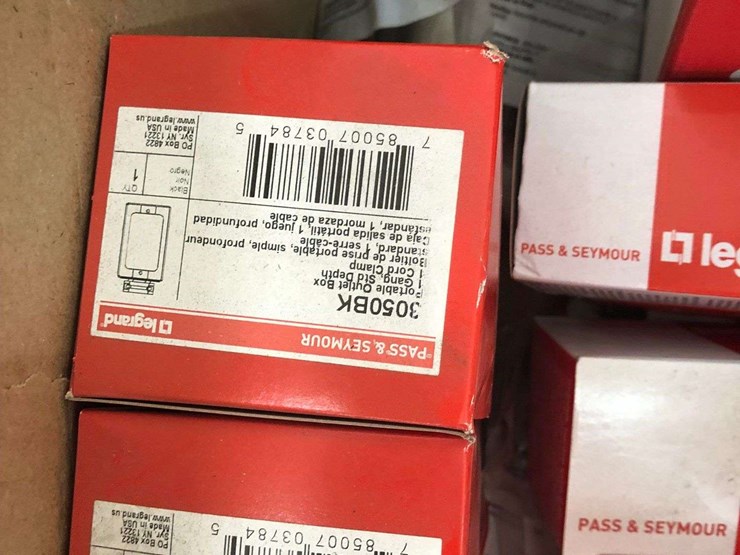 PASS & SEYMOUR
legrand
3050BK
Portable Outlet Box
1 Gang, Std Depth
1 Cord Clamp
Boîtier de prise portable, simple, profondeur
standard, 1 serre-câble
Caja de salida portátil, 1 juego, profundidad
estándar, 1 mordaza de cable
7 85007 03784 5
Black
Noir
Negro
QTY
1
PO Box 4822
Syr. NY 13221
Made in USA
www.legrand.us
7 85007 03784 5
PO Box 4822
Syr. NY 13221
Made in USA
www.legrand.us
PASS & SEYMOUR
leg
PASS & SEYMOUR